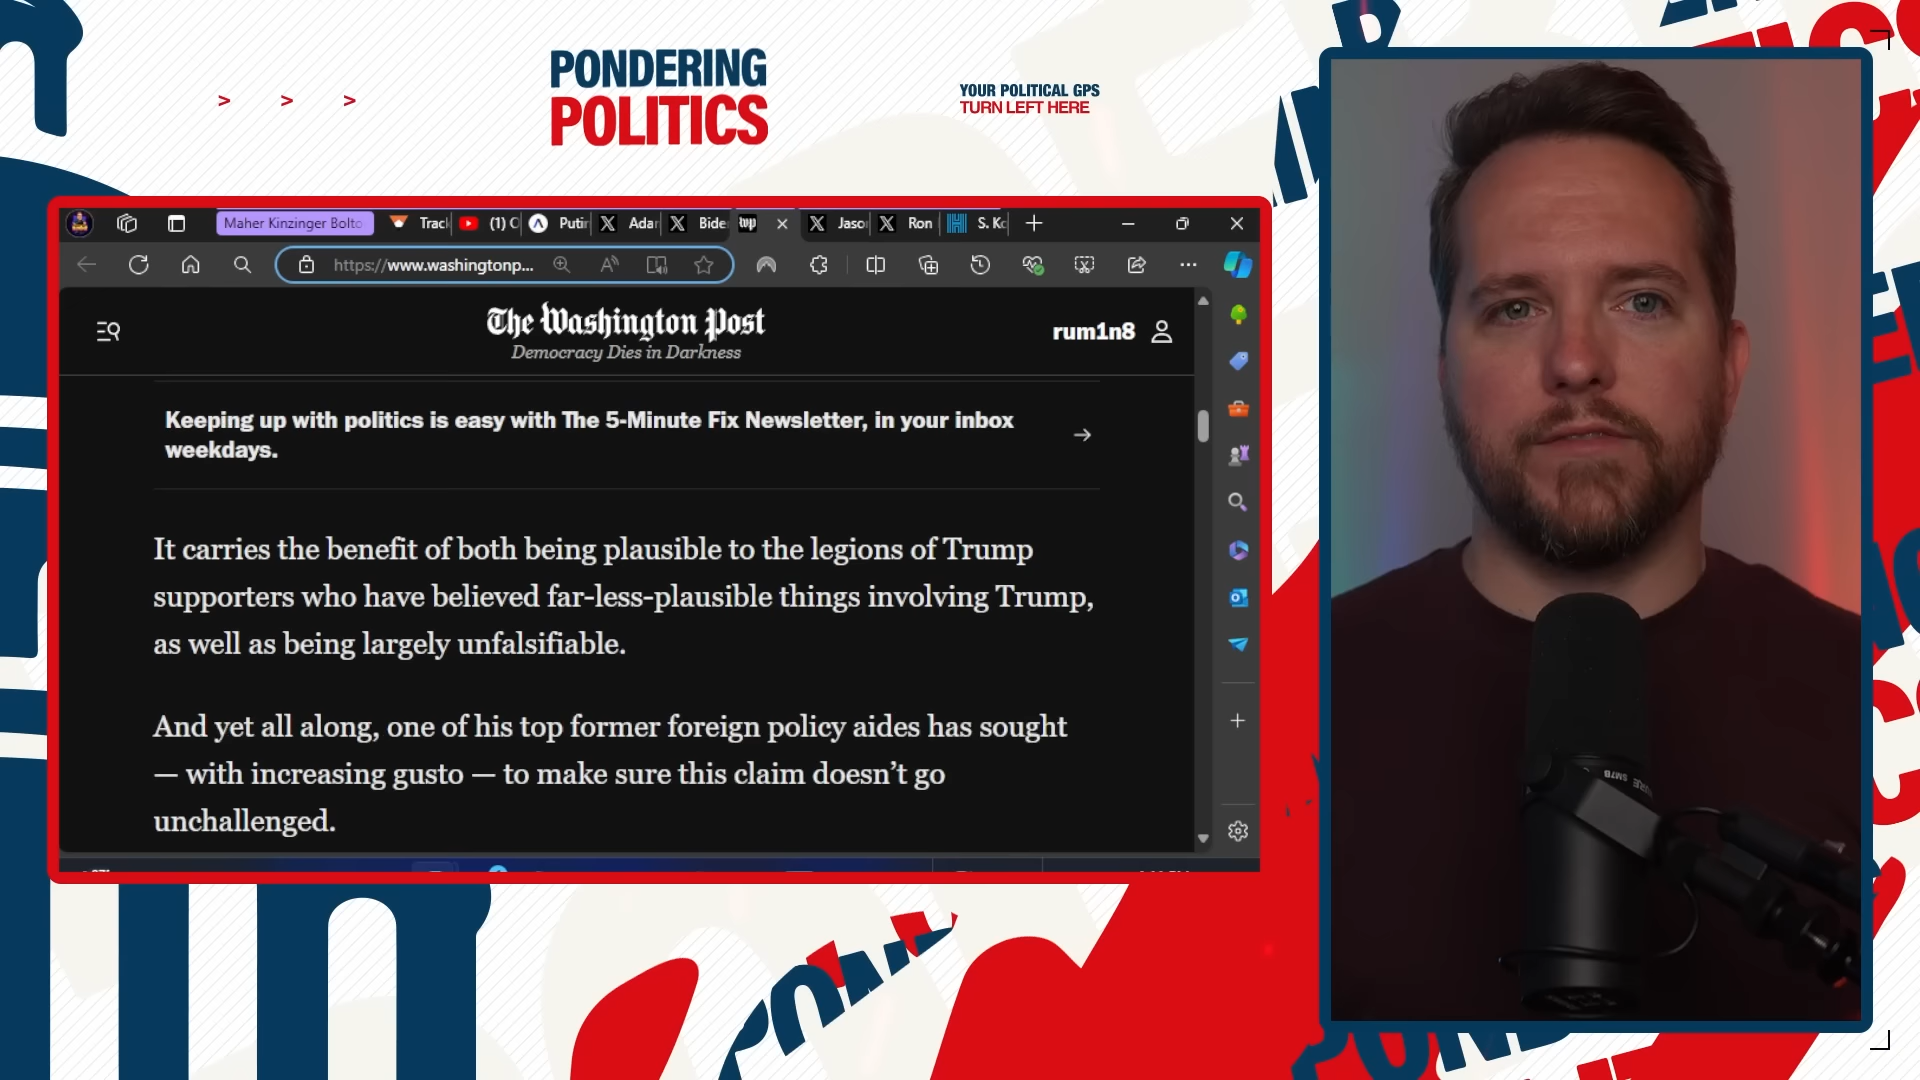 PONDERING
POLITICS
YOUR POLITICAL GPS
TURN LEFT HERE
> > >
Maher Kinzinger Bolto
Track
(1) C
Putin
Adar
Bide
wp
Jaso
Ron
S. Kc
https://www.washingtonp...
The Washington Post
Democracy Dies in Darkness
rum1n8
Keeping up with politics is easy with The 5-Minute Fix Newsletter, in your inbox
weekdays.
It carries the benefit of both being plausible to the legions of Trump
supporters who have believed far-less-plausible things involving Trump,
as well as being largely unfalsifiable.
And yet all along, one of his top former foreign policy aides has sought
— with increasing gusto — to make sure this claim doesn’t go
unchallenged.
SM7B